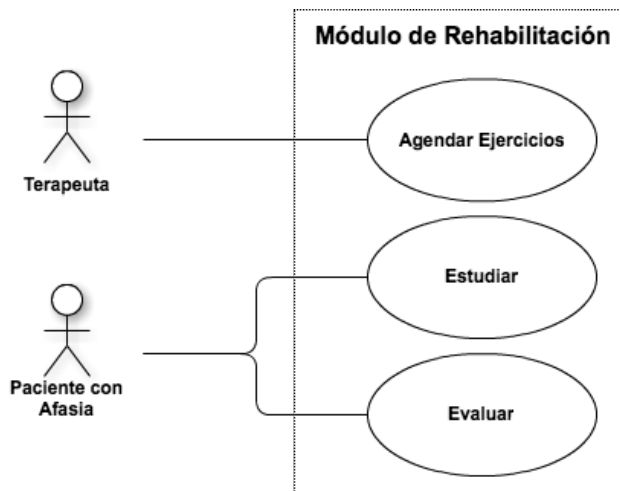 Módulo de Rehabilitación
Agendar Ejercicios
Terapeuta
Estudiar
Paciente con
Afasia
Evaluar